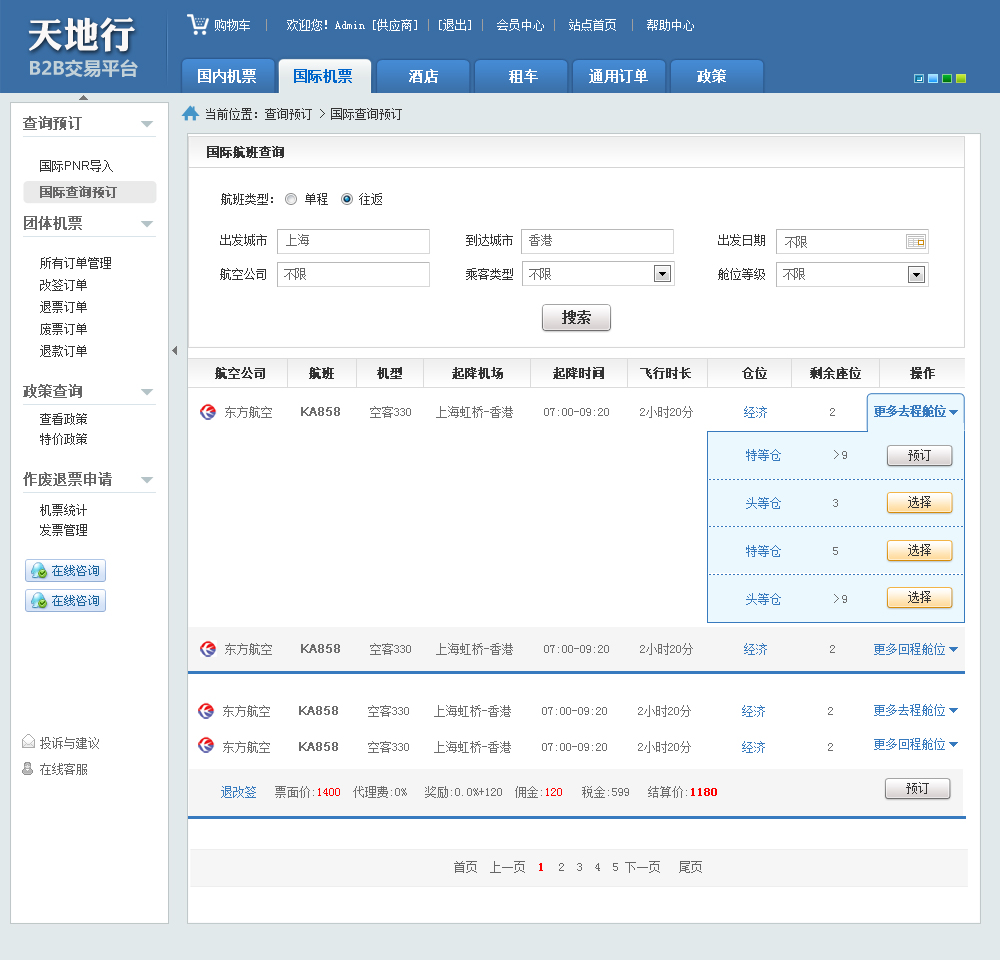 天地行
B2B交易平台
购物车 | 欢迎您! Admin [供应商] | [退出] | 会员中心 | 站点首页 | 帮助中心
国内机票 国际机票 酒店 租车 通用订单 政策
当前位置: 查询预订 > 国际查询预订
查询预订
国际PNR导入
国际查询预订
团体机票
所有订单管理
改签订单
退票订单
废票订单
退款订单
政策查询
查看政策
特价政策
作废退票申请
机票统计
发票管理
在线咨询
在线咨询
投诉与建议
在线客服
国际航班查询
航班类型: 单程 往返
出发城市 上海 到达城市 香港 出发日期 不限
航空公司 不限 乘客类型 不限 舱位等级 不限
搜索
航空公司 航班 机型 起降机场 起降时间 飞行时长 仓位 剩余座位 操作
东方航空 KA858 空客330 上海虹桥-香港 07:00-09:20 2小时20分 经济 2 更多去程舱位
特等仓 >9 预订
头等仓 3 选择
特等仓 5 选择
头等仓 >9 选择
东方航空 KA858 空客330 上海虹桥-香港 07:00-09:20 2小时20分 经济 2 更多回程舱位
东方航空 KA858 空客330 上海虹桥-香港 07:00-09:20 2小时20分 经济 2 更多去程舱位
东方航空 KA858 空客330 上海虹桥-香港 07:00-09:20 2小时20分 经济 2 更多回程舱位
退改签 票面价:1400 代理费:0% 奖励:0.0%+120 佣金:120 税金:599 结算价:1180 预订
首页 上一页 1 2 3 4 5 下一页 尾页